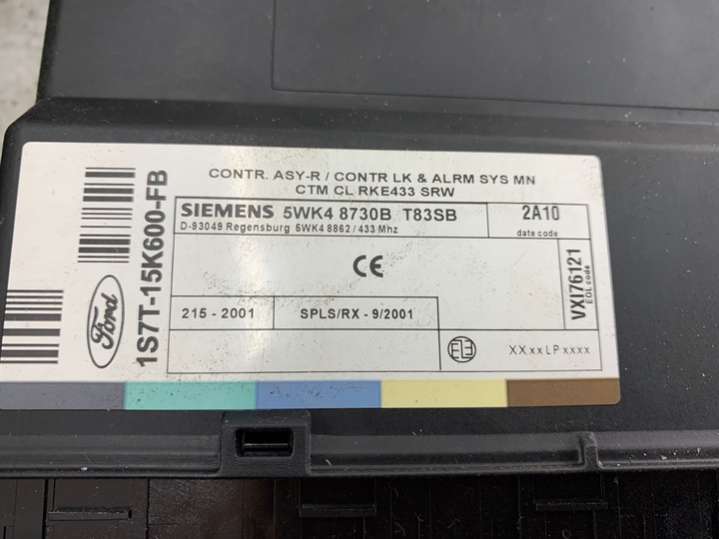 CONTR. ASY-R / CONTR LK & ALRM SYS MN
CTM CL RKE433 SRW
SIEMENS 5WK4 8730B T83SB
D-93049 Regensburg 5WK4 8862 / 433 Mhz
2A10
date code
CE
VXI76121
EOL code
215 - 2001
SPLS/RX - 9/2001
XXxxLPxxxx
Ford
1S7T-15K600-FB